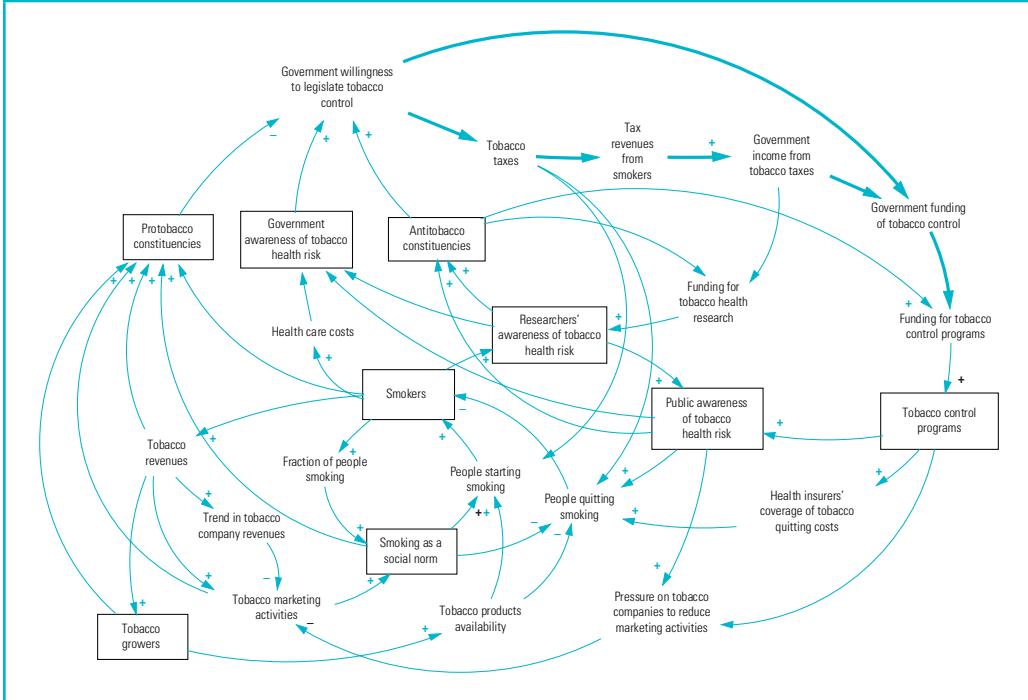 Government willingness
to legislate tobacco
control
Tobacco
taxes
Tax
revenues
from
smokers
+
Government
income from
tobacco taxes
Government funding
of tobacco control
–
+
+
Protobacco
constituencies
Government
awareness of tobacco
health risk
Antitobacco
constituencies
+
+
+
+
+
+
Funding for
tobacco health
research
+
Funding for tobacco
control programs
Researchers’
awareness of tobacco
health risk
+
+
Health care costs
+
Smokers
–
+
+
Public awareness
of tobacco
health risk
+
+
Tobacco control
programs
Tobacco
revenues
+
Fraction of people
smoking
+
People starting
smoking
++
People quitting
smoking
+
+
–
–
Health insurers’
coverage of tobacco
quitting costs
+
Trend in tobacco
company revenues
+
–
Smoking as a
social norm
+
+
Tobacco marketing
activities
+
–
Tobacco products
availability
+
Pressure on tobacco
companies to reduce
marketing activities
+
Tobacco
growers
+